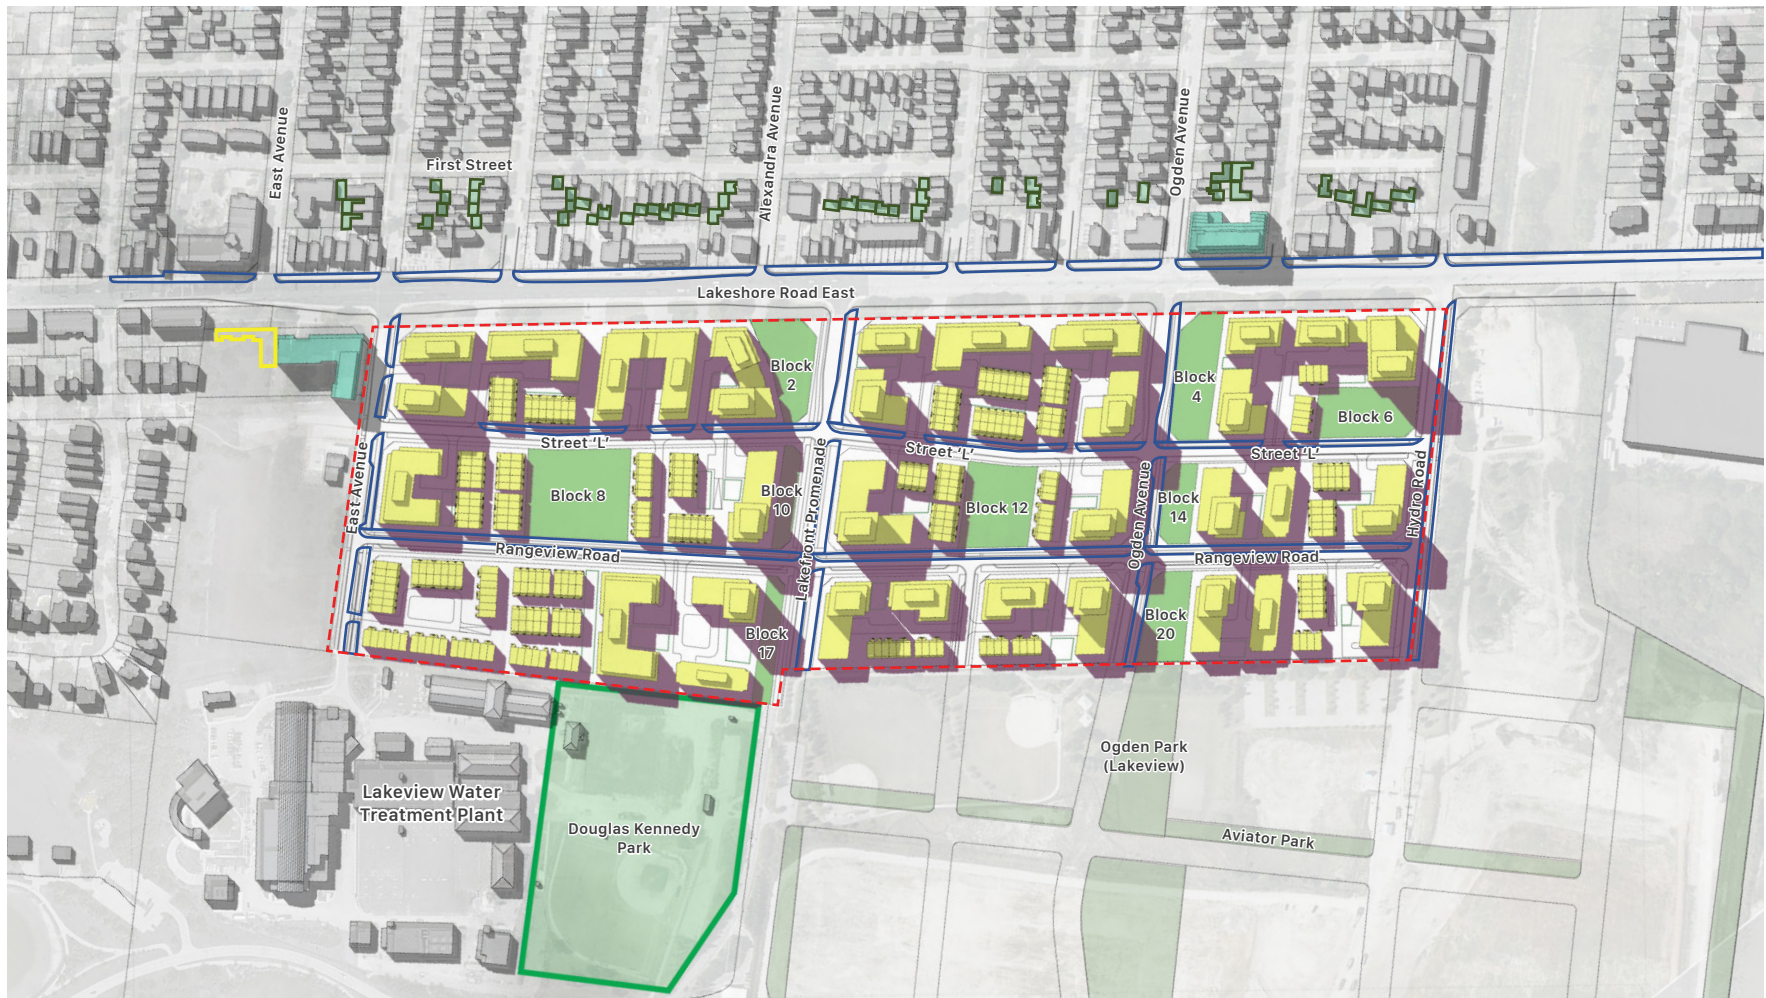 East Avenue
First Street
Alexandra Avenue
Ogden Avenue
Lakeshore Road East
Block
2
Block
4
Block 6
Street ‘L’
Street ‘L’
Street ‘L’
East Avenue
Block 8
Block
10
Lakefront Promenade
Block 12
Ogden Avenue
Block
14
Hydro Road
Rangeview Road
Rangeview Road
Block
17
Block
20
Ogden Park
(Lakeview)
Lakeview Water
Treatment Plant
Douglas Kennedy
Park
Aviator Park